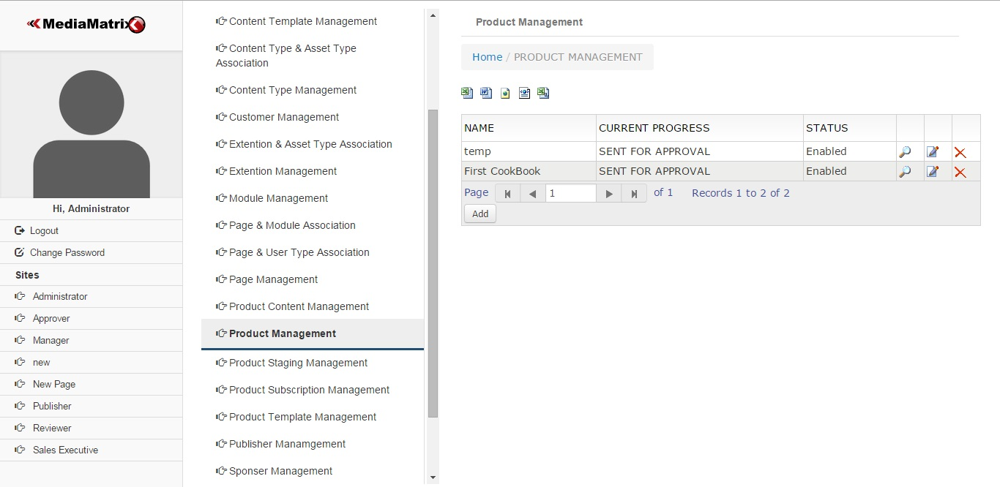 MediaMatrix
Hi, Administrator
Logout
Change Password
Sites
Administrator
Approver
Manager
new
New Page
Publisher
Reviewer
Sales Executive
Content Template Management
Content Type & Asset Type
Association
Content Type Management
Customer Management
Extention & Asset Type Association
Extention Management
Module Management
Page & Module Association
Page & User Type Association
Page Management
Product Content Management
Product Management
Product Staging Management
Product Subscription Management
Product Template Management
Publisher Manamgement
Sponser Management
Product Management
Home / PRODUCT MANAGEMENT
NAME CURRENT PROGRESS STATUS
temp SENT FOR APPROVAL Enabled
First CookBook SENT FOR APPROVAL Enabled
Page 1 of 1 Records 1 to 2 of 2
Add